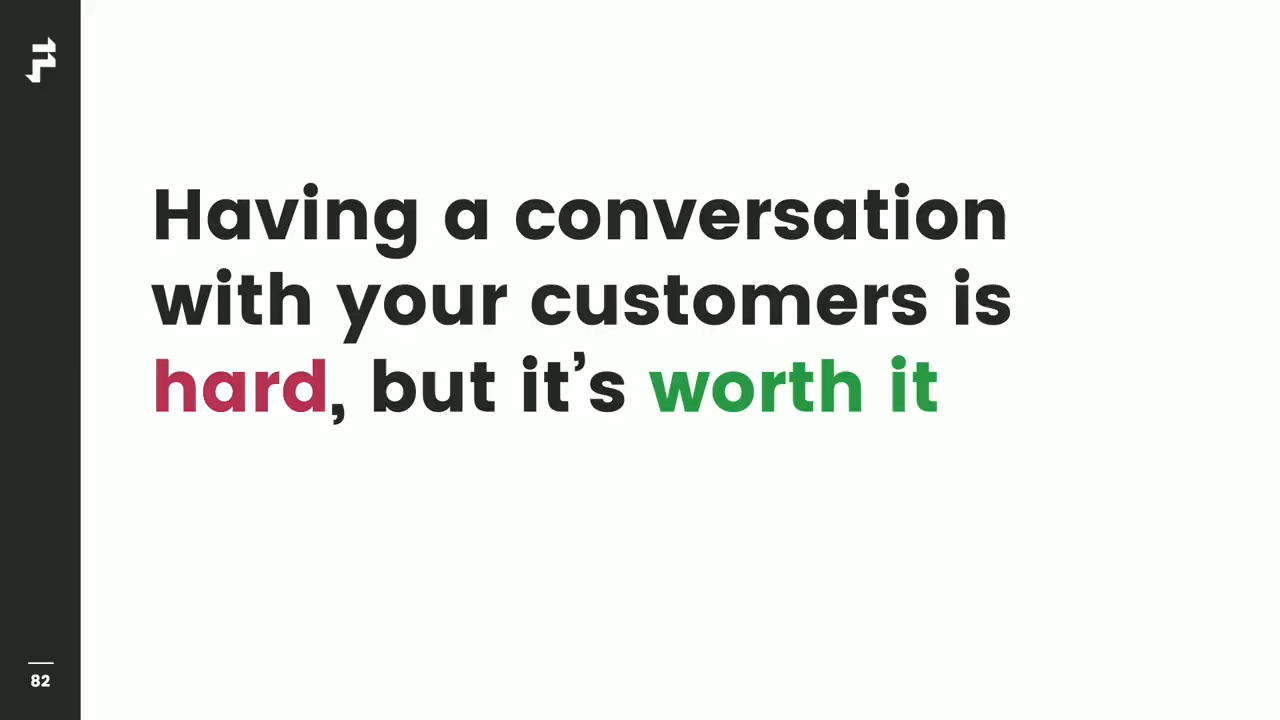 Having a conversation
with your customers is
hard, but it’s worth it
82